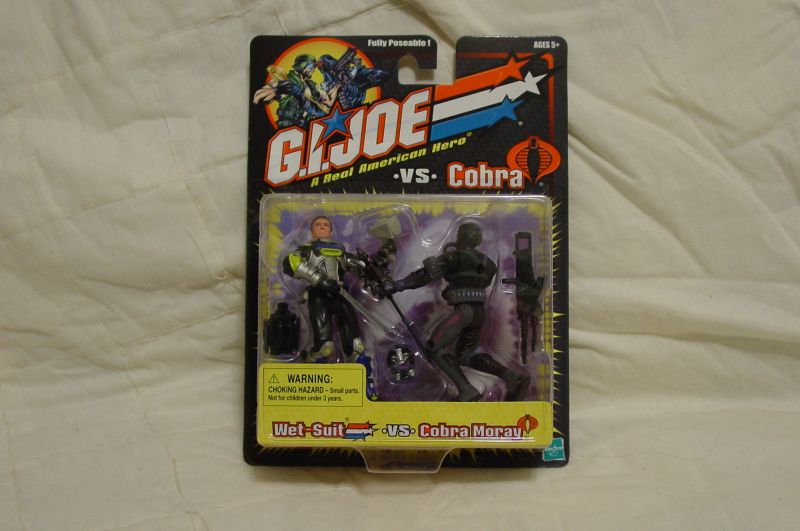 Fully Poseable !
AGES 5+
G.I. JOE
A Real American Hero®
·VS· Cobra
⚠ WARNING:
CHOKING HAZARD – Small parts.
Not for children under 3 years.
Wet-Suit ·VS· Cobra Moray